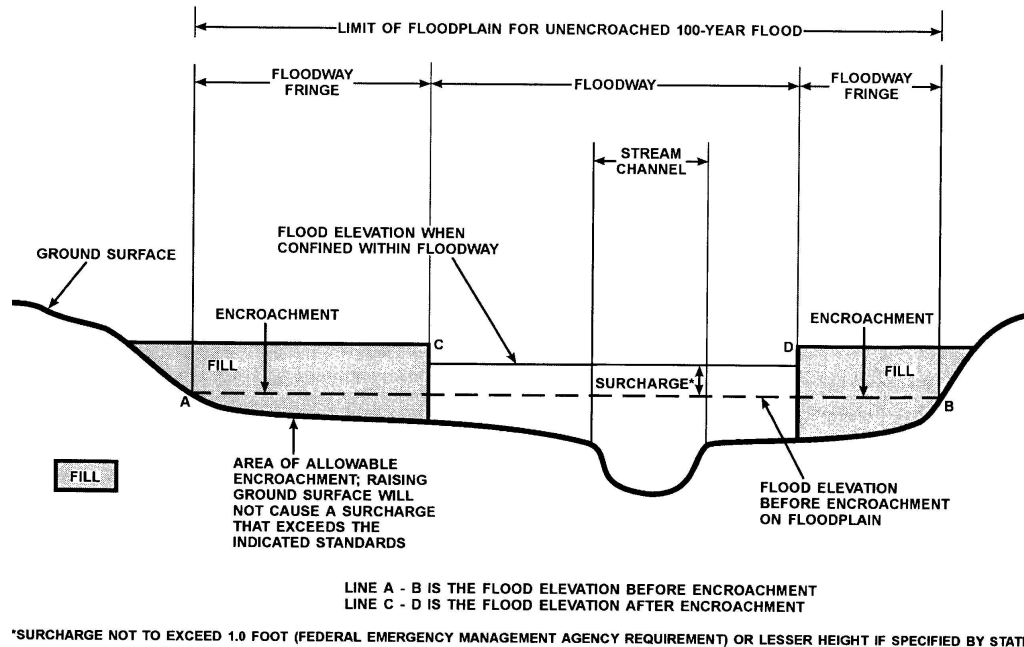 LIMIT OF FLOODPLAIN FOR UNENCROACHED 100-YEAR FLOOD
FLOODWAY
FRINGE
FLOODWAY
FLOODWAY
FRINGE
STREAM
CHANNEL
FLOOD ELEVATION WHEN
CONFINED WITHIN FLOODWAY
GROUND SURFACE
ENCROACHMENT
ENCROACHMENT
C
D
FILL
SURCHARGE*
FILL
A
B
AREA OF ALLOWABLE
ENCROACHMENT; RAISING
GROUND SURFACE WILL
NOT CAUSE A SURCHARGE
THAT EXCEEDS THE
INDICATED STANDARDS
FILL
FLOOD ELEVATION
BEFORE ENCROACHMENT
ON FLOODPLAIN
LINE A - B IS THE FLOOD ELEVATION BEFORE ENCROACHMENT
LINE C - D IS THE FLOOD ELEVATION AFTER ENCROACHMENT
*SURCHARGE NOT TO EXCEED 1.0 FOOT (FEDERAL EMERGENCY MANAGEMENT AGENCY REQUIREMENT) OR LESSER HEIGHT IF SPECIFIED BY